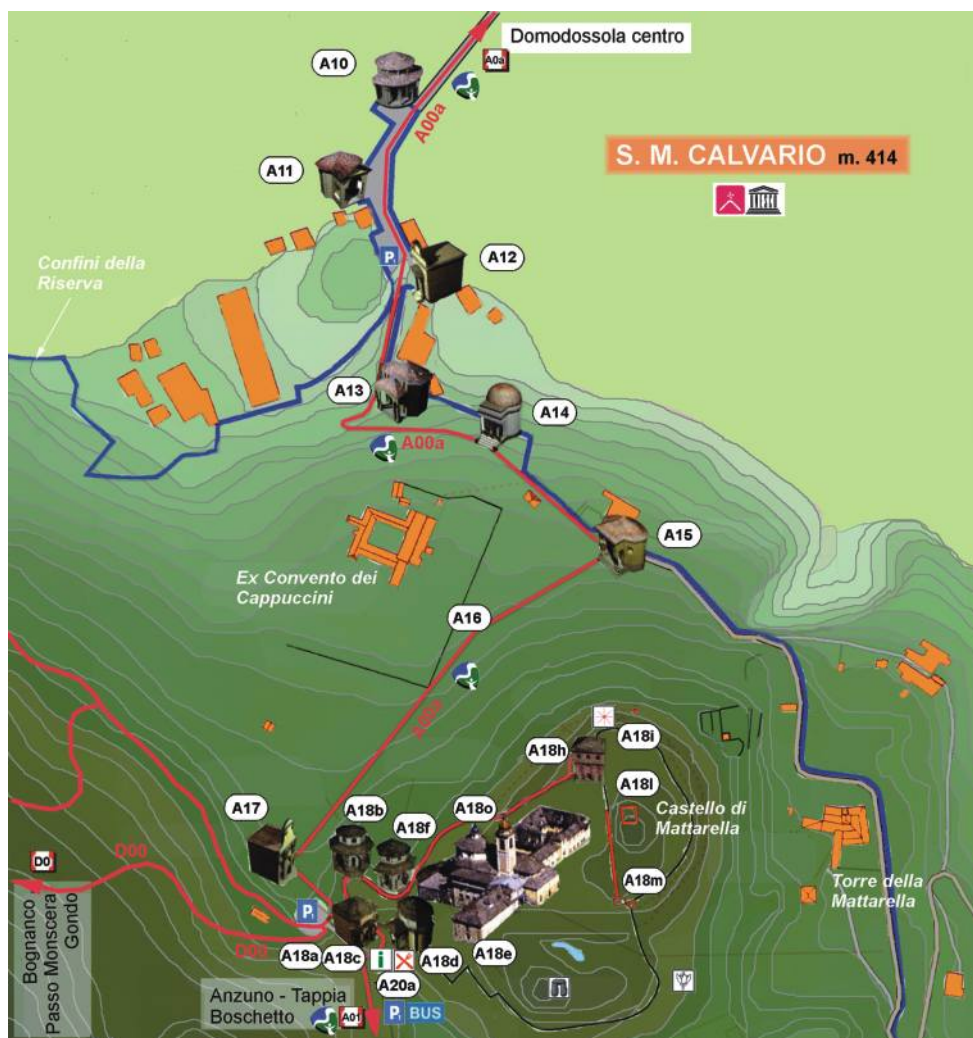 Domodossola centro
A10
A0a
A00a
S. M. CALVARIO m. 414
A11
Confini della
Riserva
P
A12
A13
A14
A00a
A15
Ex Convento dei
Cappuccini
A16
A00a
A18i
A18h
A18l
A17
A18b
A18o
A18f
Castello di
Mattarella
D00
D0
A18m
Torre della
Mattarella
P
D00
Bognanco
Passo Monscera
Gondo
A18a
A18c
i
A18d
A18e
A20a
Anzuno - Tappia
Boschetto
A01
P BUS